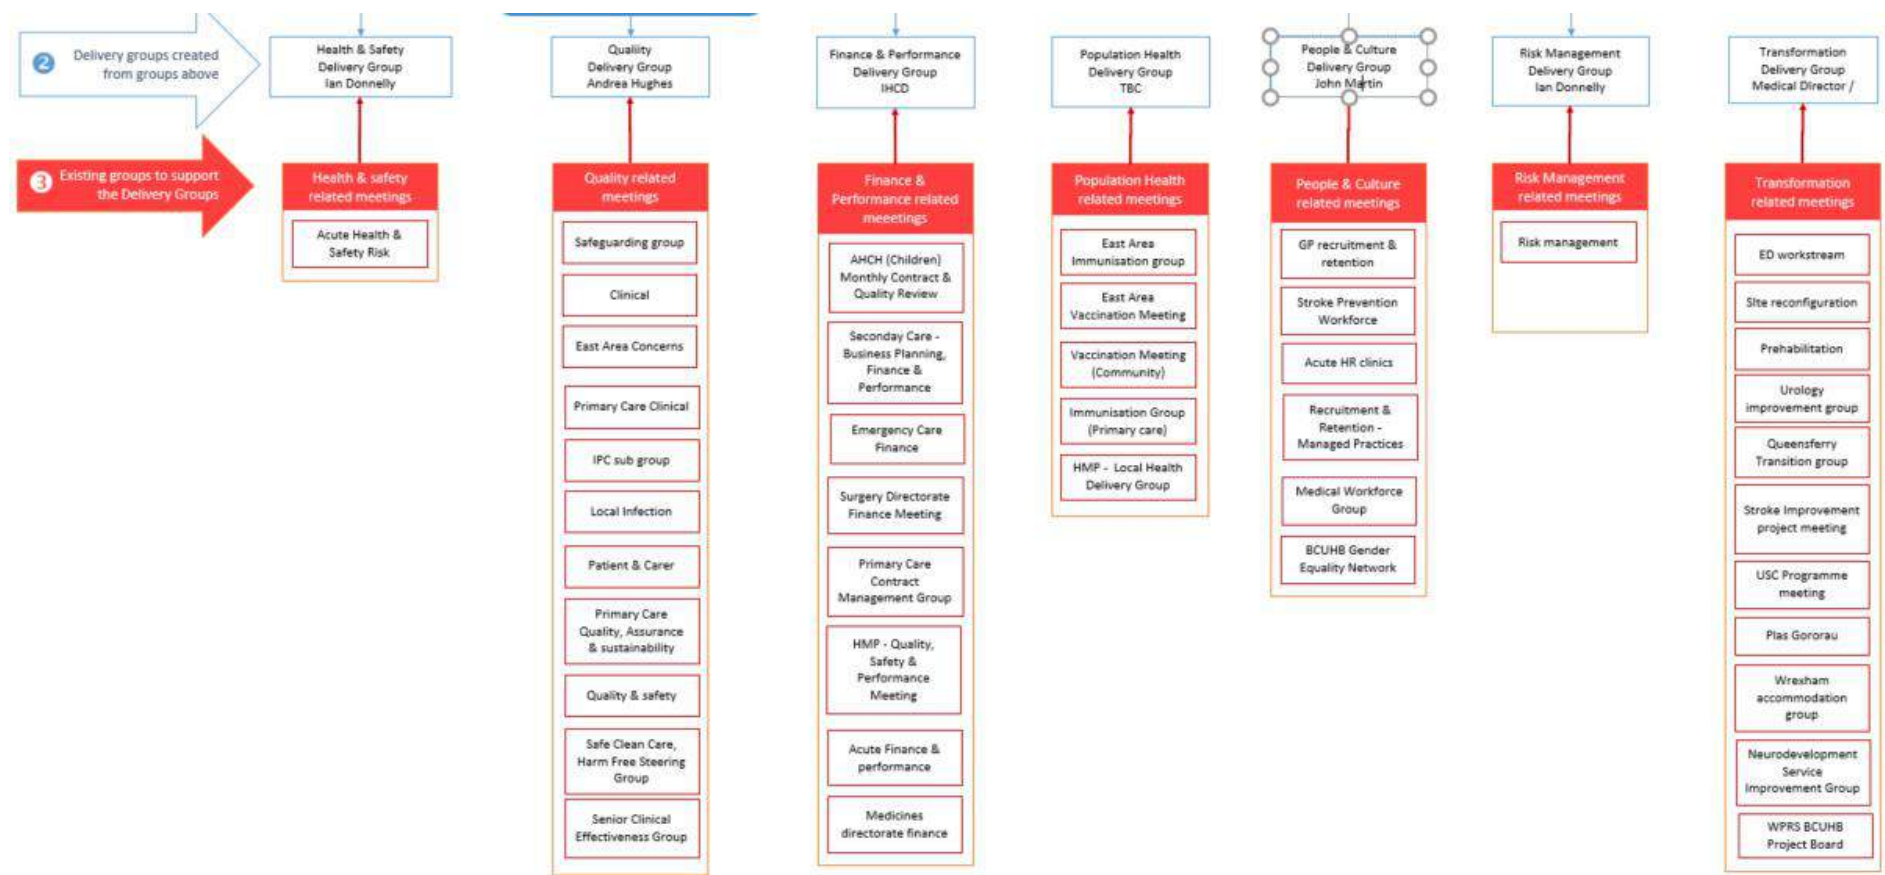 2
Delivery groups created
from groups above
Health & Safety
Delivery Group
Ian Donnelly
Qualiity
Delivery Group
Andrea Hughes
Finance & Performance
Delivery Group
IHCD
Population Health
Delivery Group
TBC
People & Culture
Delivery Group
John Martin
Risk Management
Delivery Group
Ian Donnelly
Transformation
Delivery Group
Medical Director /
3
Existing groups to support
the Delivery Groups
Health & safety
related meetings
Acute Health &
Safety Risk
Quality related
meetings
Safeguarding group
Clinical
East Area Concerns
Primary Care Clinical
IPC sub group
Local Infection
Patient & Carer
Primary Care
Quality, Assurance
& sustainability
Quality & safety
Safe Clean Care,
Harm Free Steering
Group
Senior Clinical
Effectiveness Group
Finance &
Performance related
meeetings
AHCH (Children)
Monthly Contract &
Quality Review
Seconday Care -
Business Planning,
Finance &
Performance
Emergency Care
Finance
Surgery Directorate
Finance Meeting
Primary Care
Contract
Management Group
HMP - Quality,
Safety &
Performance
Meeting
Acute Finance &
performance
Medicines
directorate finance
Population Health
related meetings
East Area
Immunisation group
East Area
Vaccination Meeting
Vaccination Meeting
(Community)
Immunisation Group
(Primary care)
HMP - Local Health
Delivery Group
People & Culture
related meetings
GP recruitment &
retention
Stroke Prevention
Workforce
Acute HR clinics
Recruitment &
Retention -
Managed Practices
Medical Workforce
Group
BCUHB Gender
Equality Network
Risk Management
related meetings
Risk management
Transformation
related meetings
ED workstream
Site reconfiguration
Prehabilitation
Urology
improvement group
Queensferry
Transition group
Stroke Improvement
project meeting
USC Programme
meeting
Plas Gororau
Wrexham
accommodation
group
Neurodevelopment
Service
Improvement Group
WPRS BCUHB
Project Board